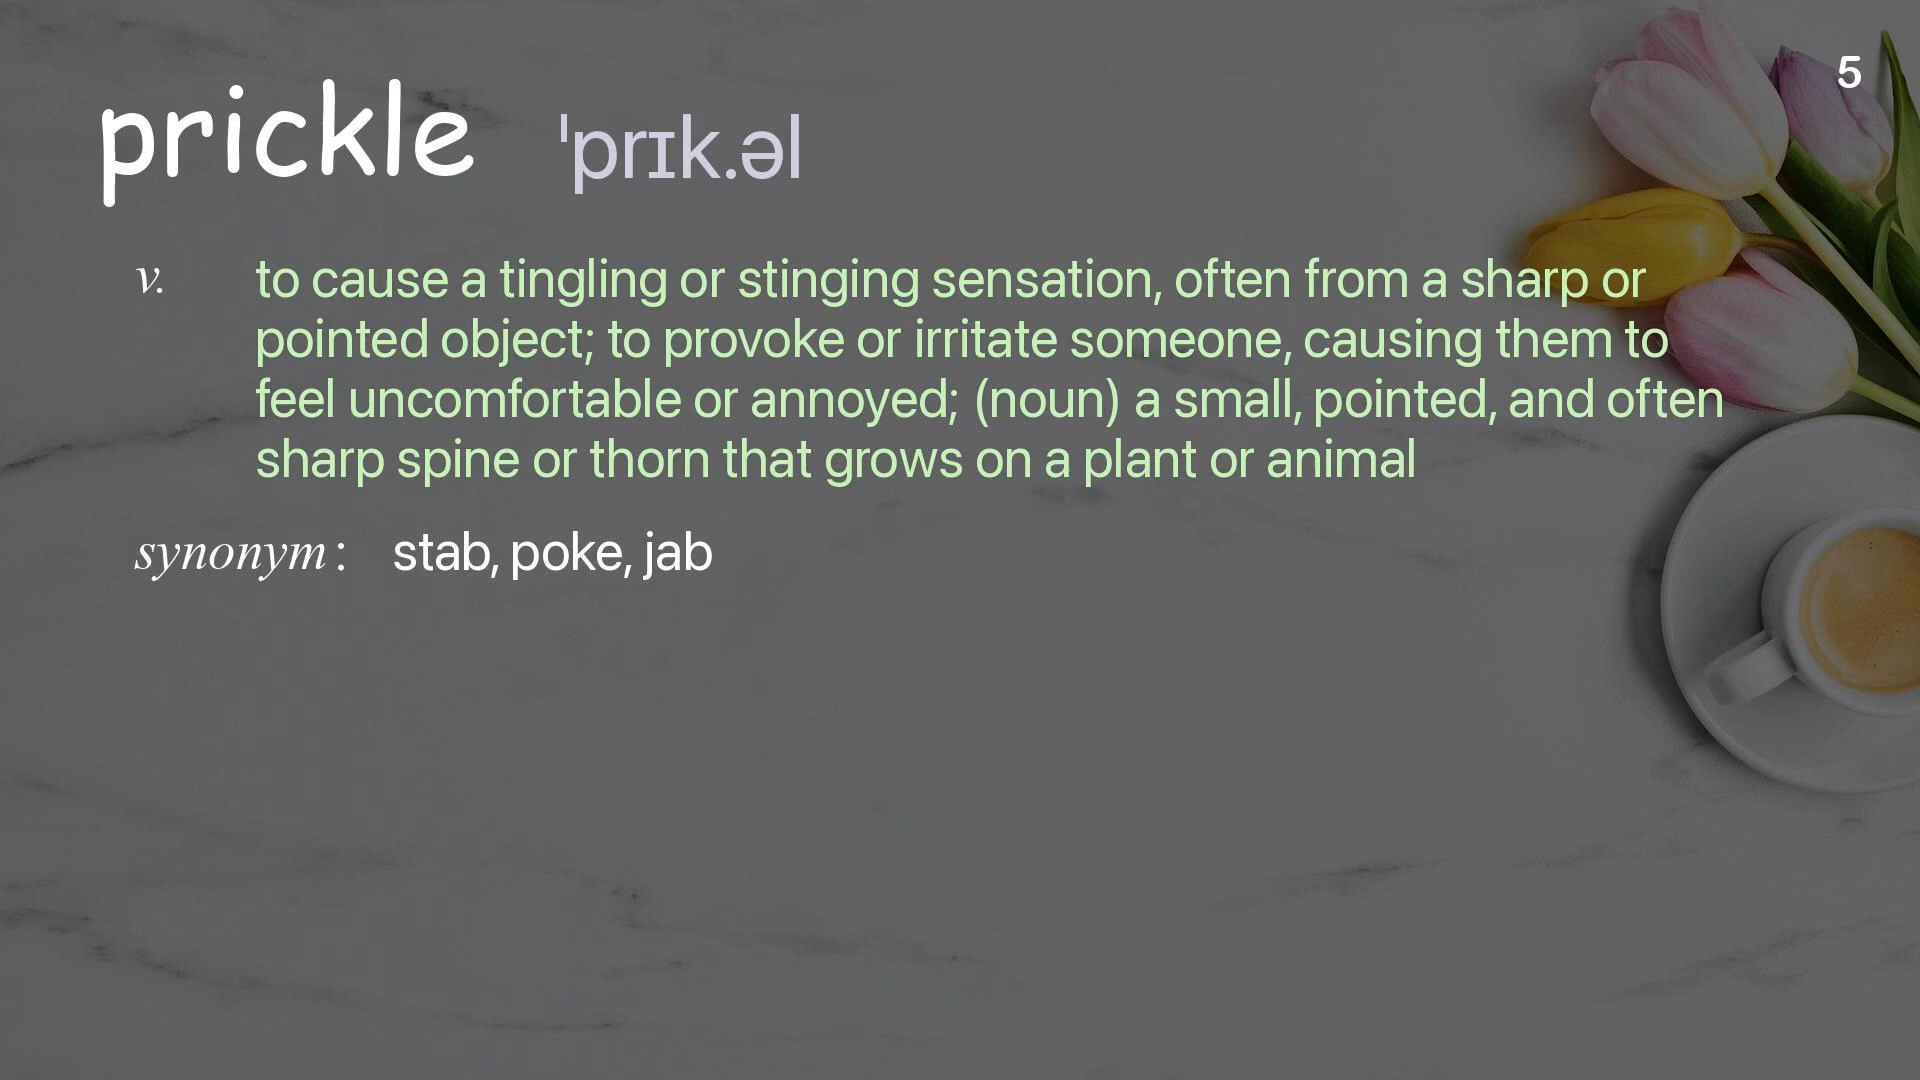 5
prickle ˈprɪk.əl
v. to cause a tingling or stinging sensation, often from a sharp or
pointed object; to provoke or irritate someone, causing them to
feel uncomfortable or annoyed; (noun) a small, pointed, and often
sharp spine or thorn that grows on a plant or animal
synonym : stab, poke, jab